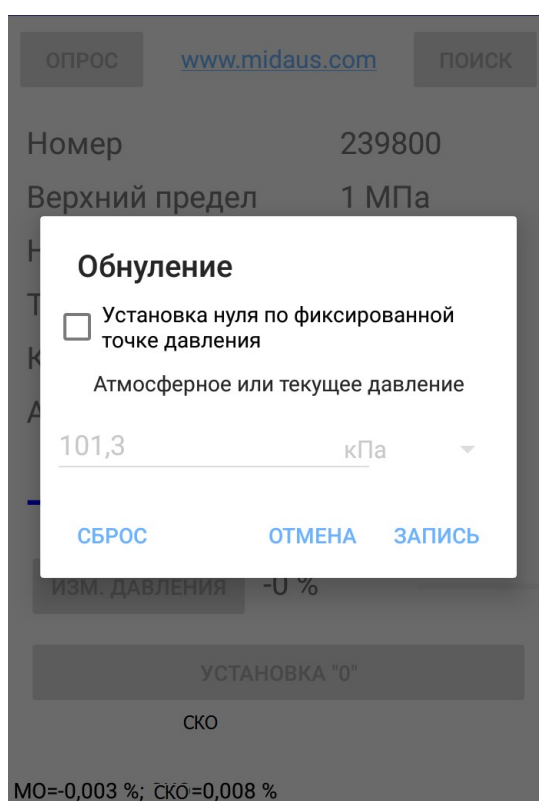 ОПРОС www.midaus.com ПОИСК
Номер 239800
Верхний предел 1 МПа
Н
Обнуление
Т
Установка нуля по фиксированной
точке давления
К
Атмосферное или текущее давление
А
101,3 кПа
СБРОС ОТМЕНА ЗАПИСЬ
ИЗМ. ДАВЛЕНИЯ -0 %
УСТАНОВКА "0"
СКО
МО=-0,003 %; СКО=0,008 %